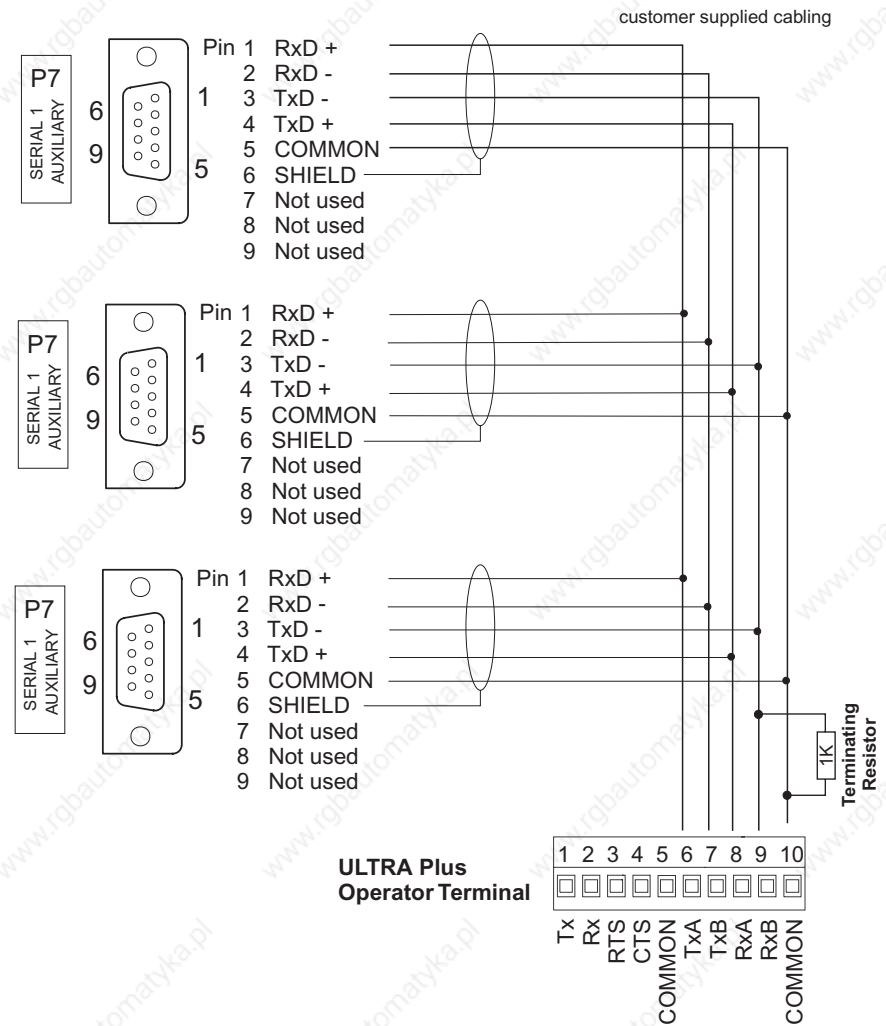 customer supplied cabling
P7
SERIAL 1
AUXILIARY
6
9
1
5
Pin 1 RxD +
2 RxD -
3 TxD -
4 TxD +
5 COMMON
6 SHIELD
7 Not used
8 Not used
9 Not used
P7
SERIAL 1
AUXILIARY
6
9
1
5
Pin 1 RxD +
2 RxD -
3 TxD -
4 TxD +
5 COMMON
6 SHIELD
7 Not used
8 Not used
9 Not used
P7
SERIAL 1
AUXILIARY
6
9
1
5
Pin 1 RxD +
2 RxD -
3 TxD -
4 TxD +
5 COMMON
6 SHIELD
7 Not used
8 Not used
9 Not used
1K
Terminating
Resistor
ULTRA Plus
Operator Terminal
1 2 3 4 5 6 7 8 9 10
Tx
Rx
RTS
CTS
COMMON
TxA
TxB
RxA
RxB
COMMON
www.rgbautomatyka.pl